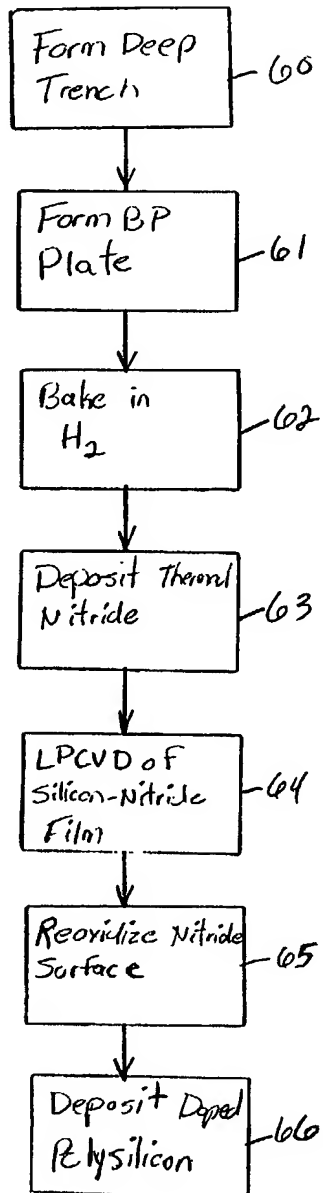 Form Deep
Trench
60
Form BP
Plate
61
Bake in
H2
62
Deposit Thermal
Nitride
63
LPCVD of
Silicon-Nitride
Film
64
Reoxidize Nitride
Surface
65
Deposit Doped
Polysilicon
66